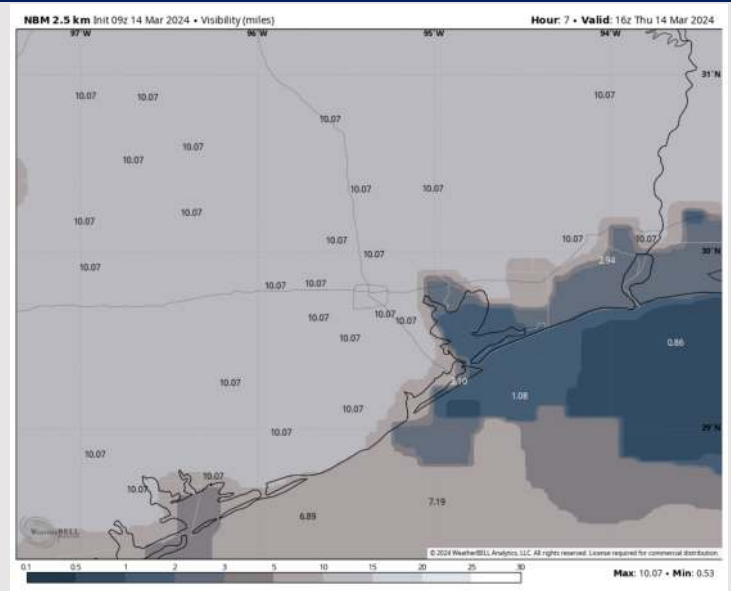 NBM 2.5 km Init 09z 14 Mar 2024 • Visibility (miles) Hour: 7 • Valid: 16z Thu 14 Mar 2024
97°W 96°W 95°W 94°W
31°N
10.07 10.07 10.07
10.07
10.07
10.07
10.07 10.07
10.07
10.07
10.07 10.07 10.07
30°N
10.07
2.94
10.07
10.07 10.07
10.07 10.07 10.07
10.07
0.86
10.07 2.10
1.08
10.07
10.07 29°N
10.07
10.07
10.07
7.19
6.89
WeatherBELL
© 2024 WeatherBELL Analytics, LLC. All rights reserved. License required for commercial distribution.
0.1 0.5 1 2 3 5 10 15 20 25 30
Max: 10.07 • Min: 0.53